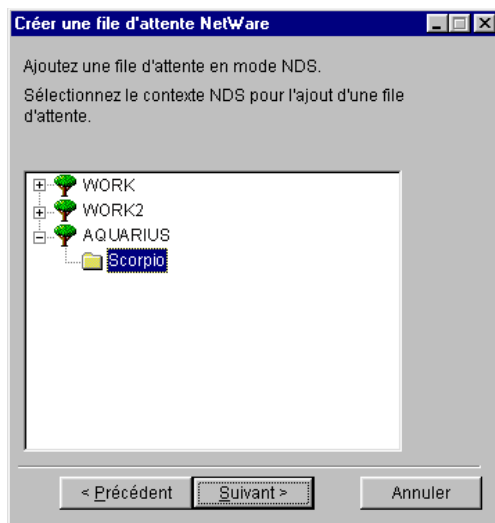 Créer une file d'attente NetWare
Ajoutez une file d'attente en mode NDS.
Sélectionnez le contexte NDS pour l'ajout d'une file
d'attente.
WORK
WORK2
AQUARIUS
Scorpio
< Précédent
Suivant >
Annuler